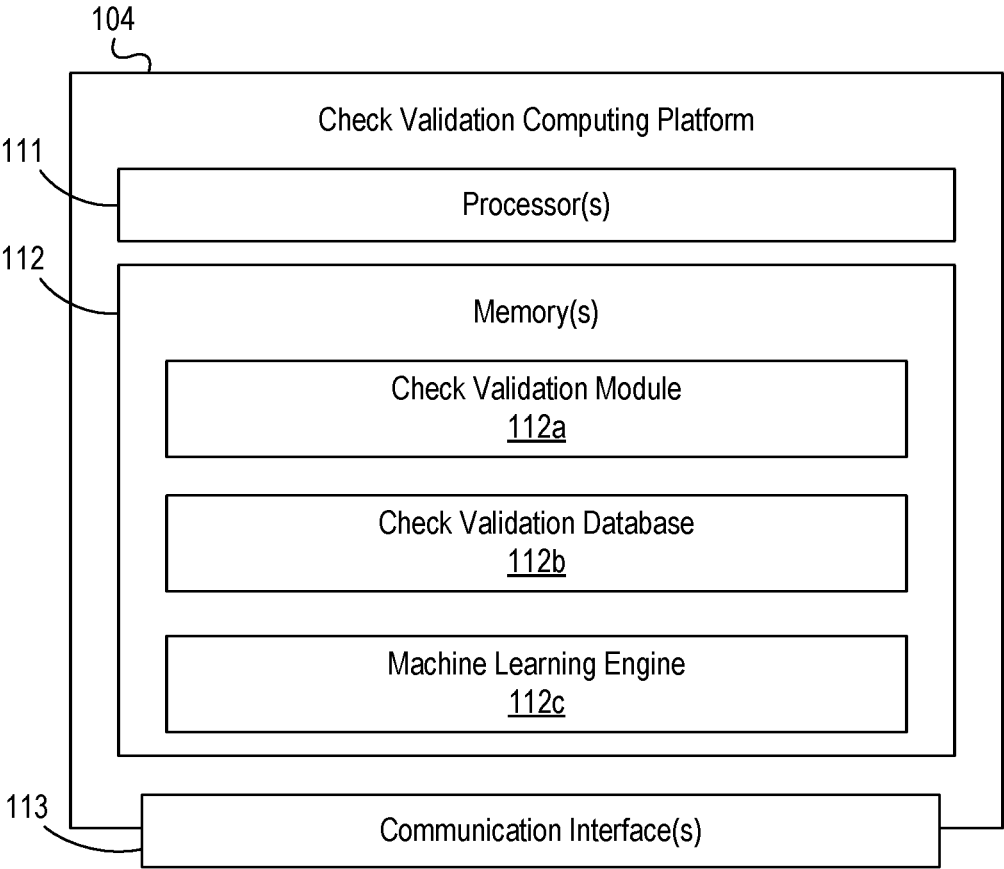 104
Check Validation Computing Platform
111
Processor(s)
112
Memory(s)
Check Validation Module
112a
Check Validation Database
112b
Machine Learning Engine
112c
113
Communication Interface(s)